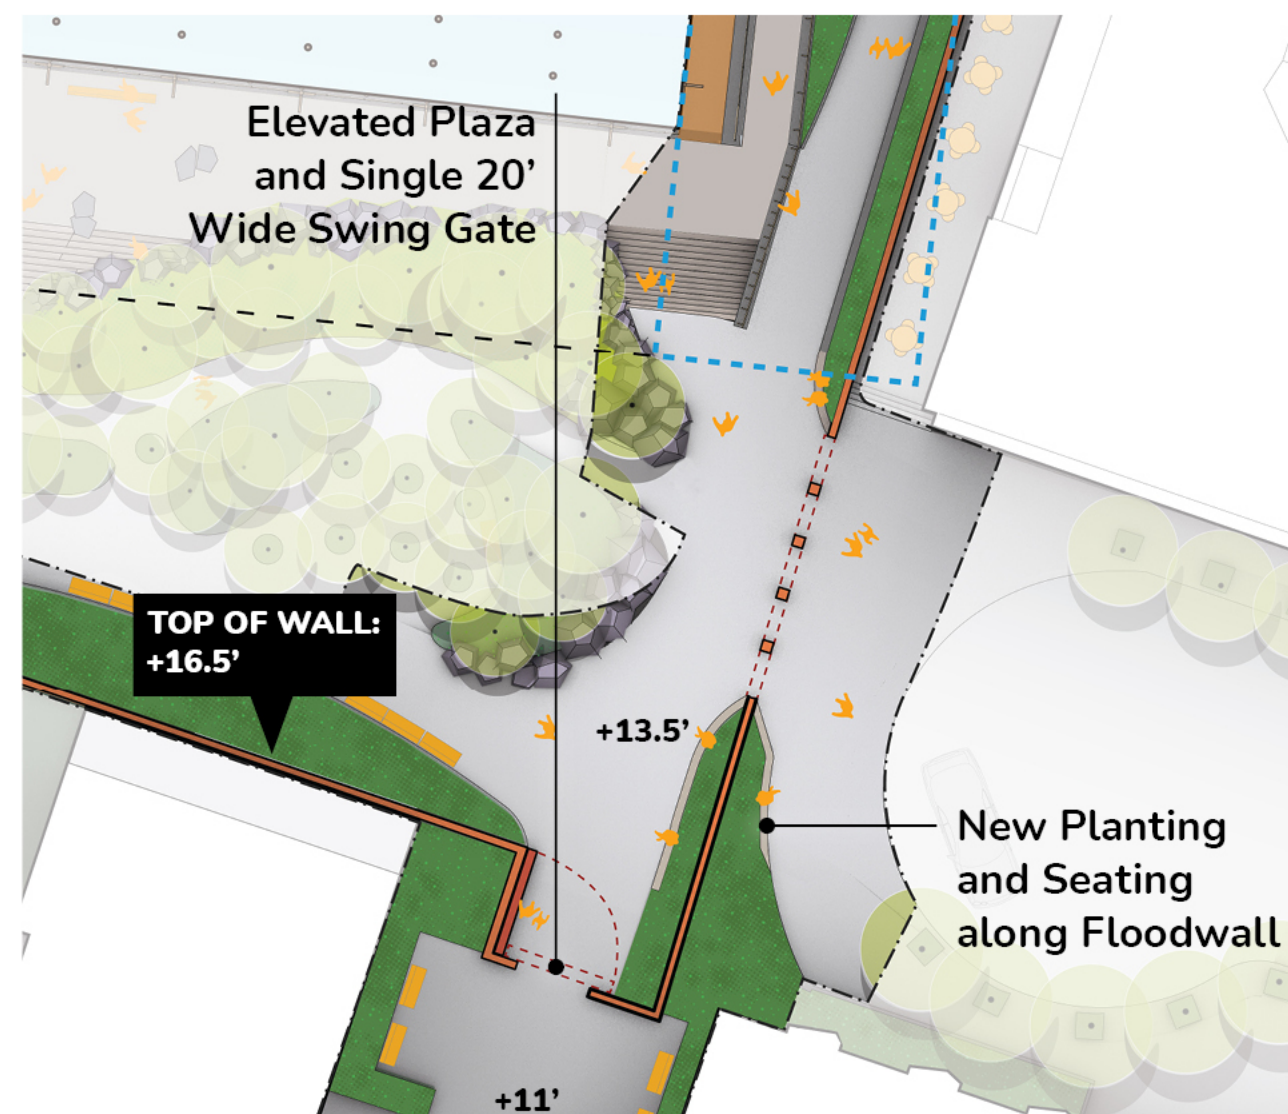 Elevated Plaza
and Single 20’
Wide Swing Gate
TOP OF WALL:
+16.5’
+13.5’
New Planting
and Seating
along Floodwall
+11’